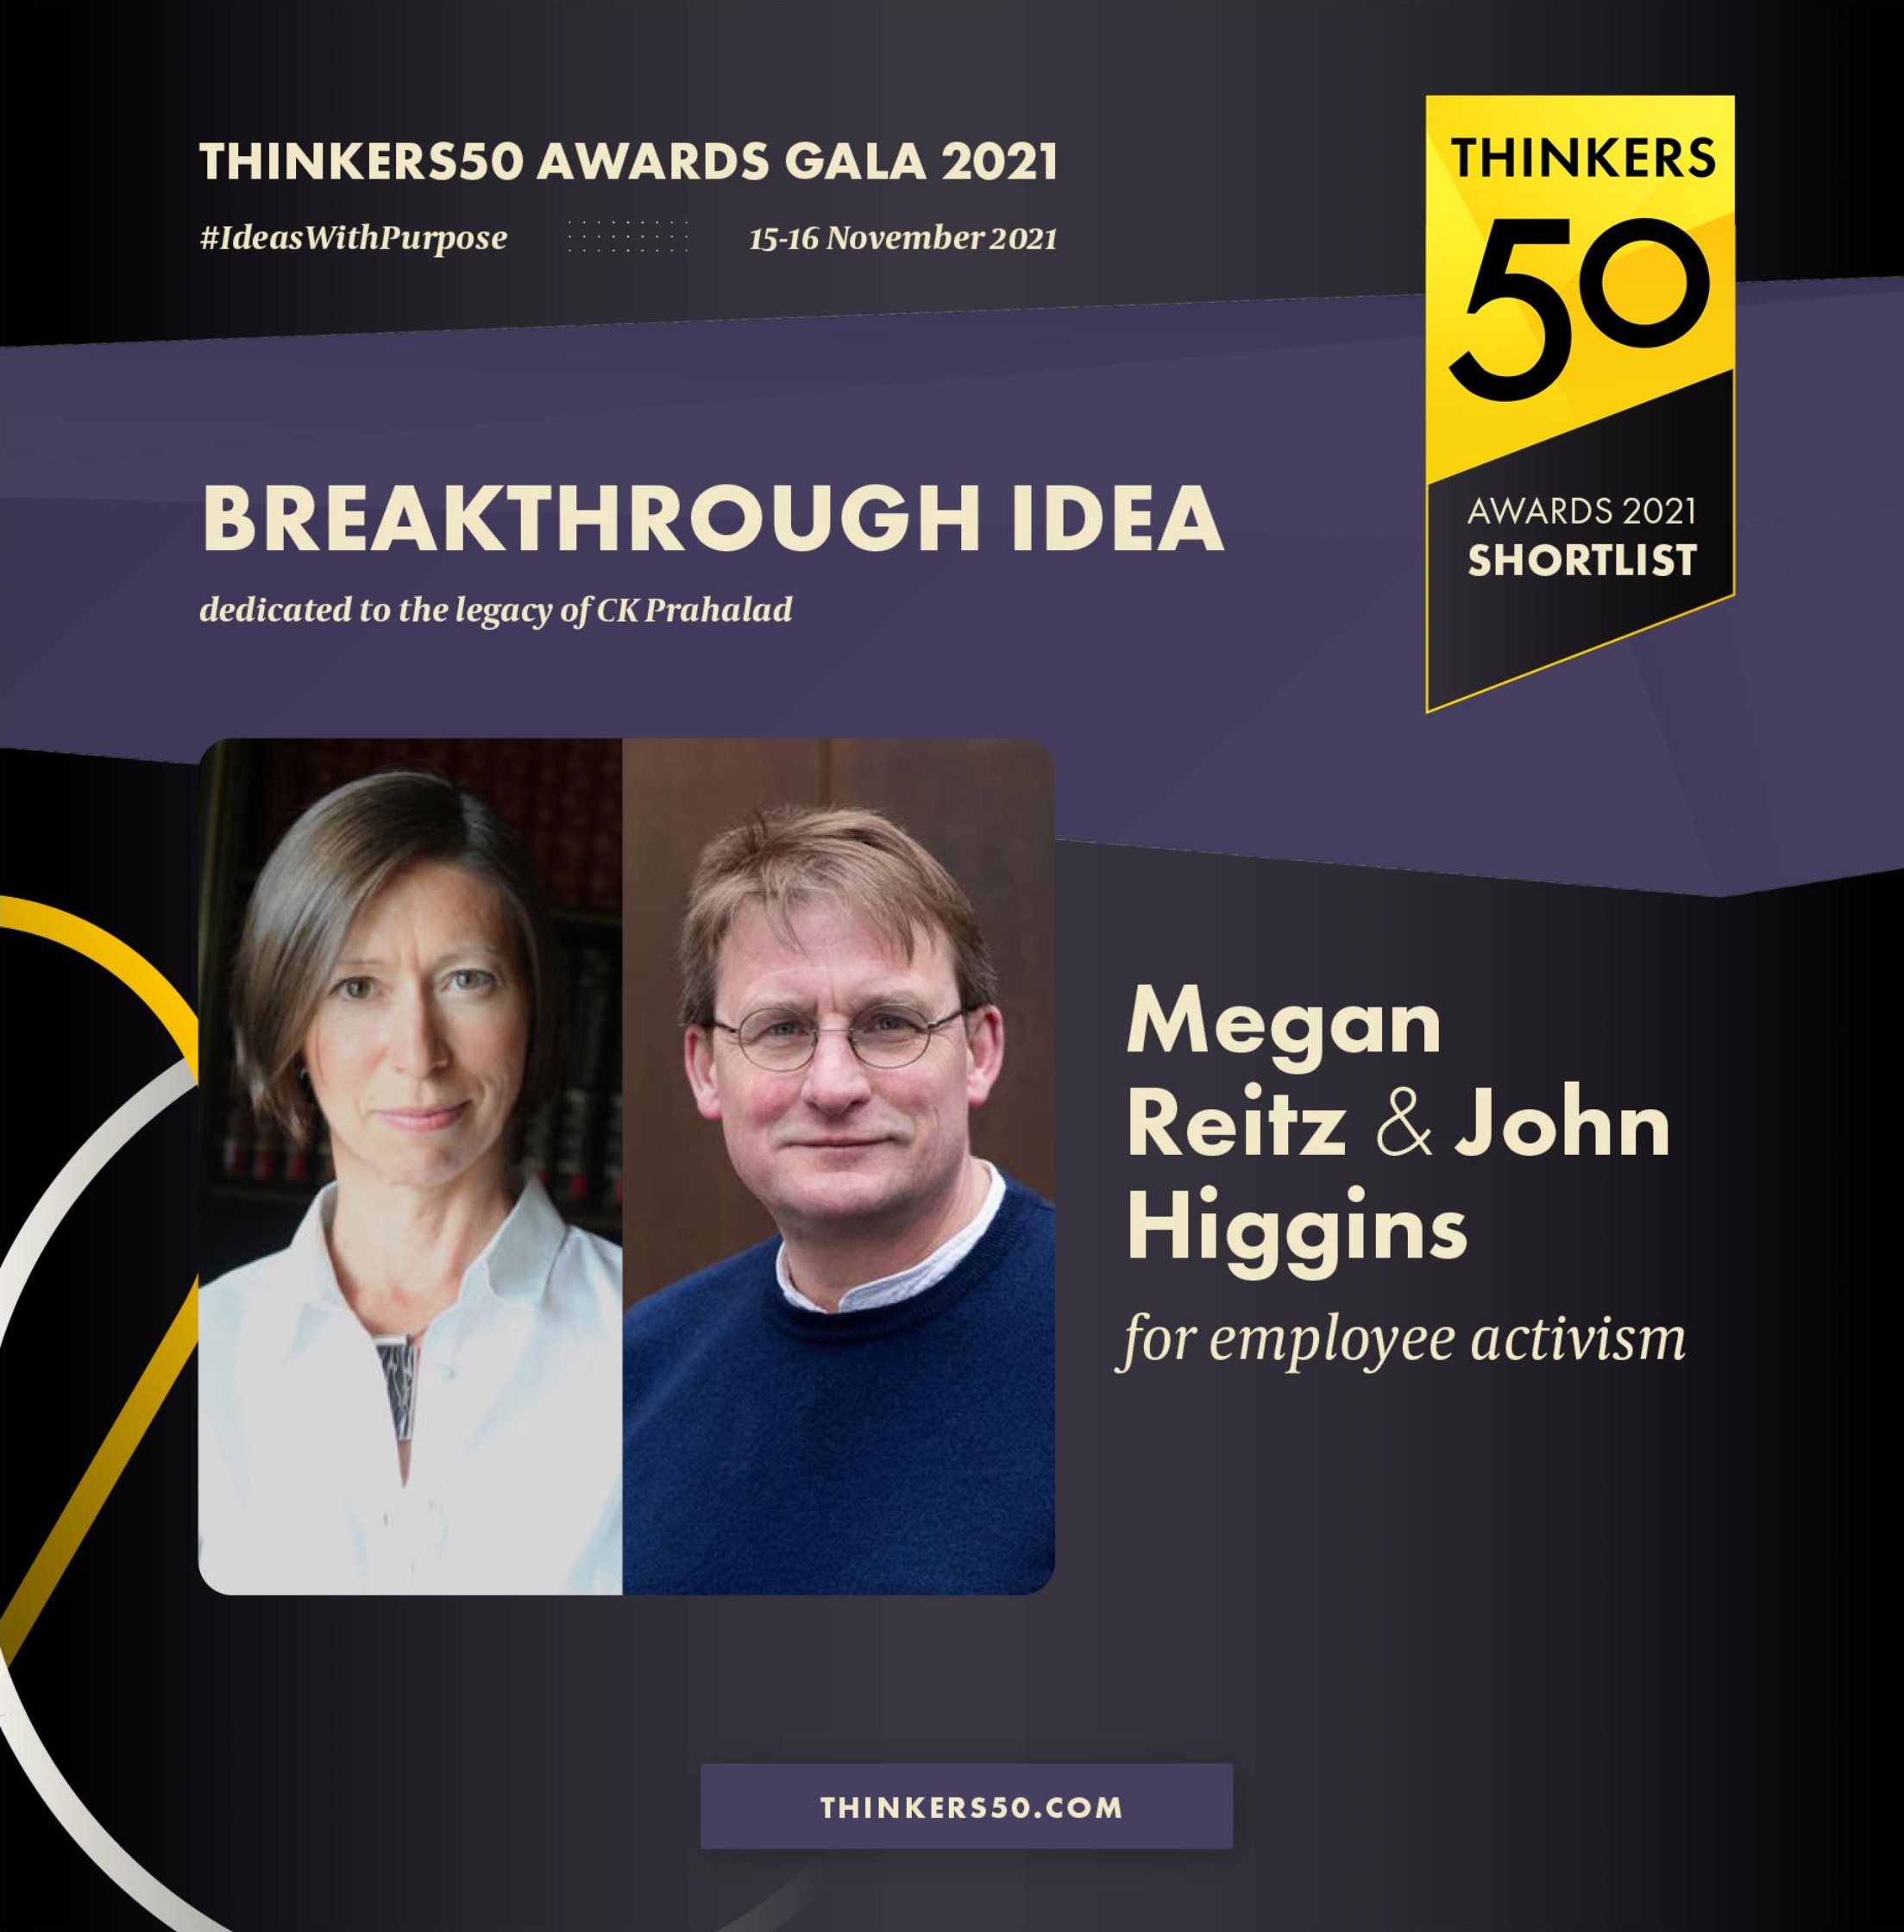 THINKERS50 AWARDS GALA 2021
#IdeasWithPurpose
15-16 November 2021
THINKERS
50
AWARDS 2021
SHORTLIST
BREAKTHROUGH IDEA
dedicated to the legacy of CK Prahalad
Megan
Reitz & John
Higgins
for employee activism
THINKERS50.COM